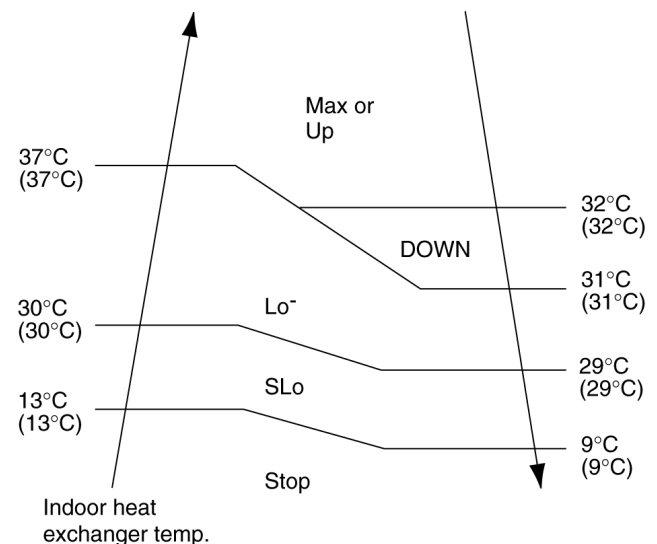 Max or
Up
37°C
(37°C)
32°C
(32°C)
DOWN
31°C
(31°C)
30°C
(30°C)
Lo-
29°C
(29°C)
SLo
13°C
(13°C)
9°C
(9°C)
Stop
Indoor heat
exchanger temp.